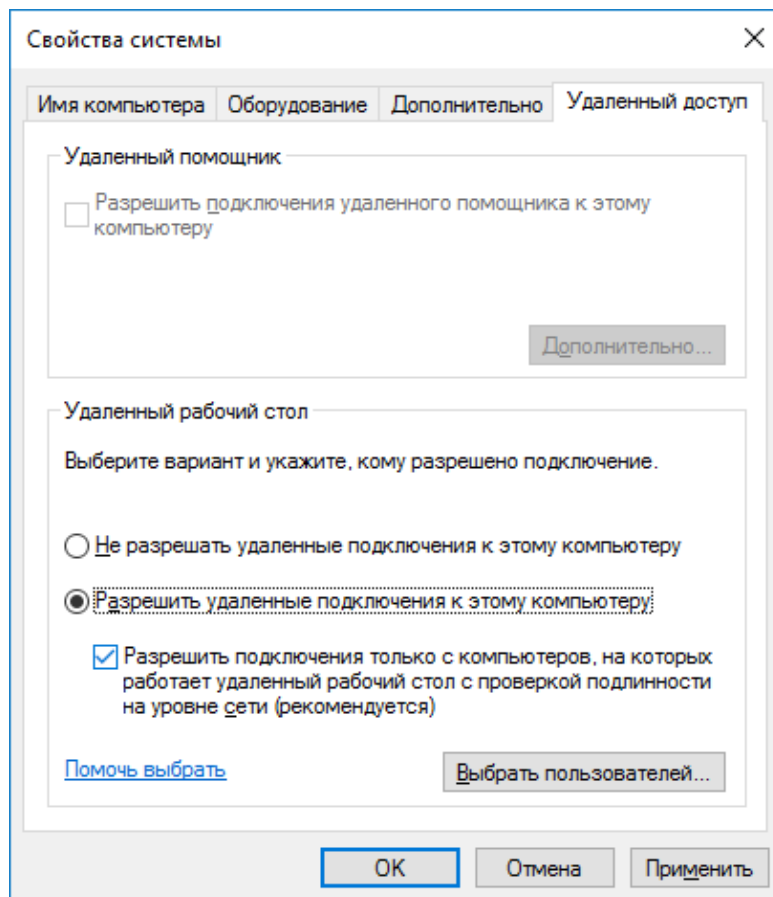 Свойства системы
Имя компьютера Оборудование Дополнительно Удаленный доступ
Удаленный помощник
Разрешить подключения удаленного помощника к этому
компьютеру
Дополнительно...
Удаленный рабочий стол
Выберите вариант и укажите, кому разрешено подключение.
Не разрешать удаленные подключения к этому компьютеру
Разрешить удаленные подключения к этому компьютеру
Разрешить подключения только с компьютеров, на которых
работает удаленный рабочий стол с проверкой подлинности
на уровне сети (рекомендуется)
Помочь выбрать Выбрать пользователей...
OK Отмена Применить